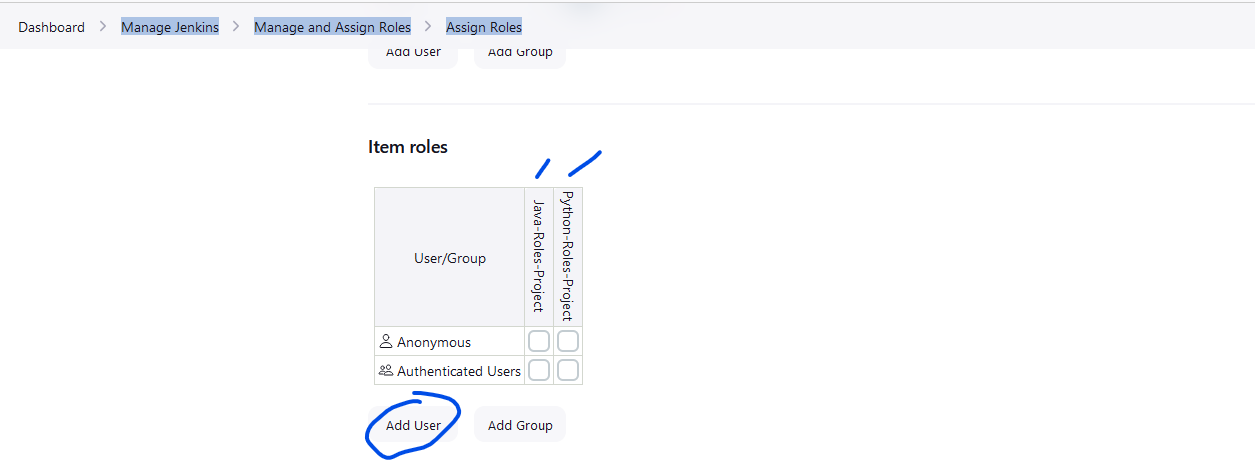 Dashboard > Manage Jenkins > Manage and Assign Roles > Assign Roles
Add User Add Group
Item roles
User/Group Java-Roles-Project Python-Roles-Project
Anonymous
Authenticated Users
Add User Add Group